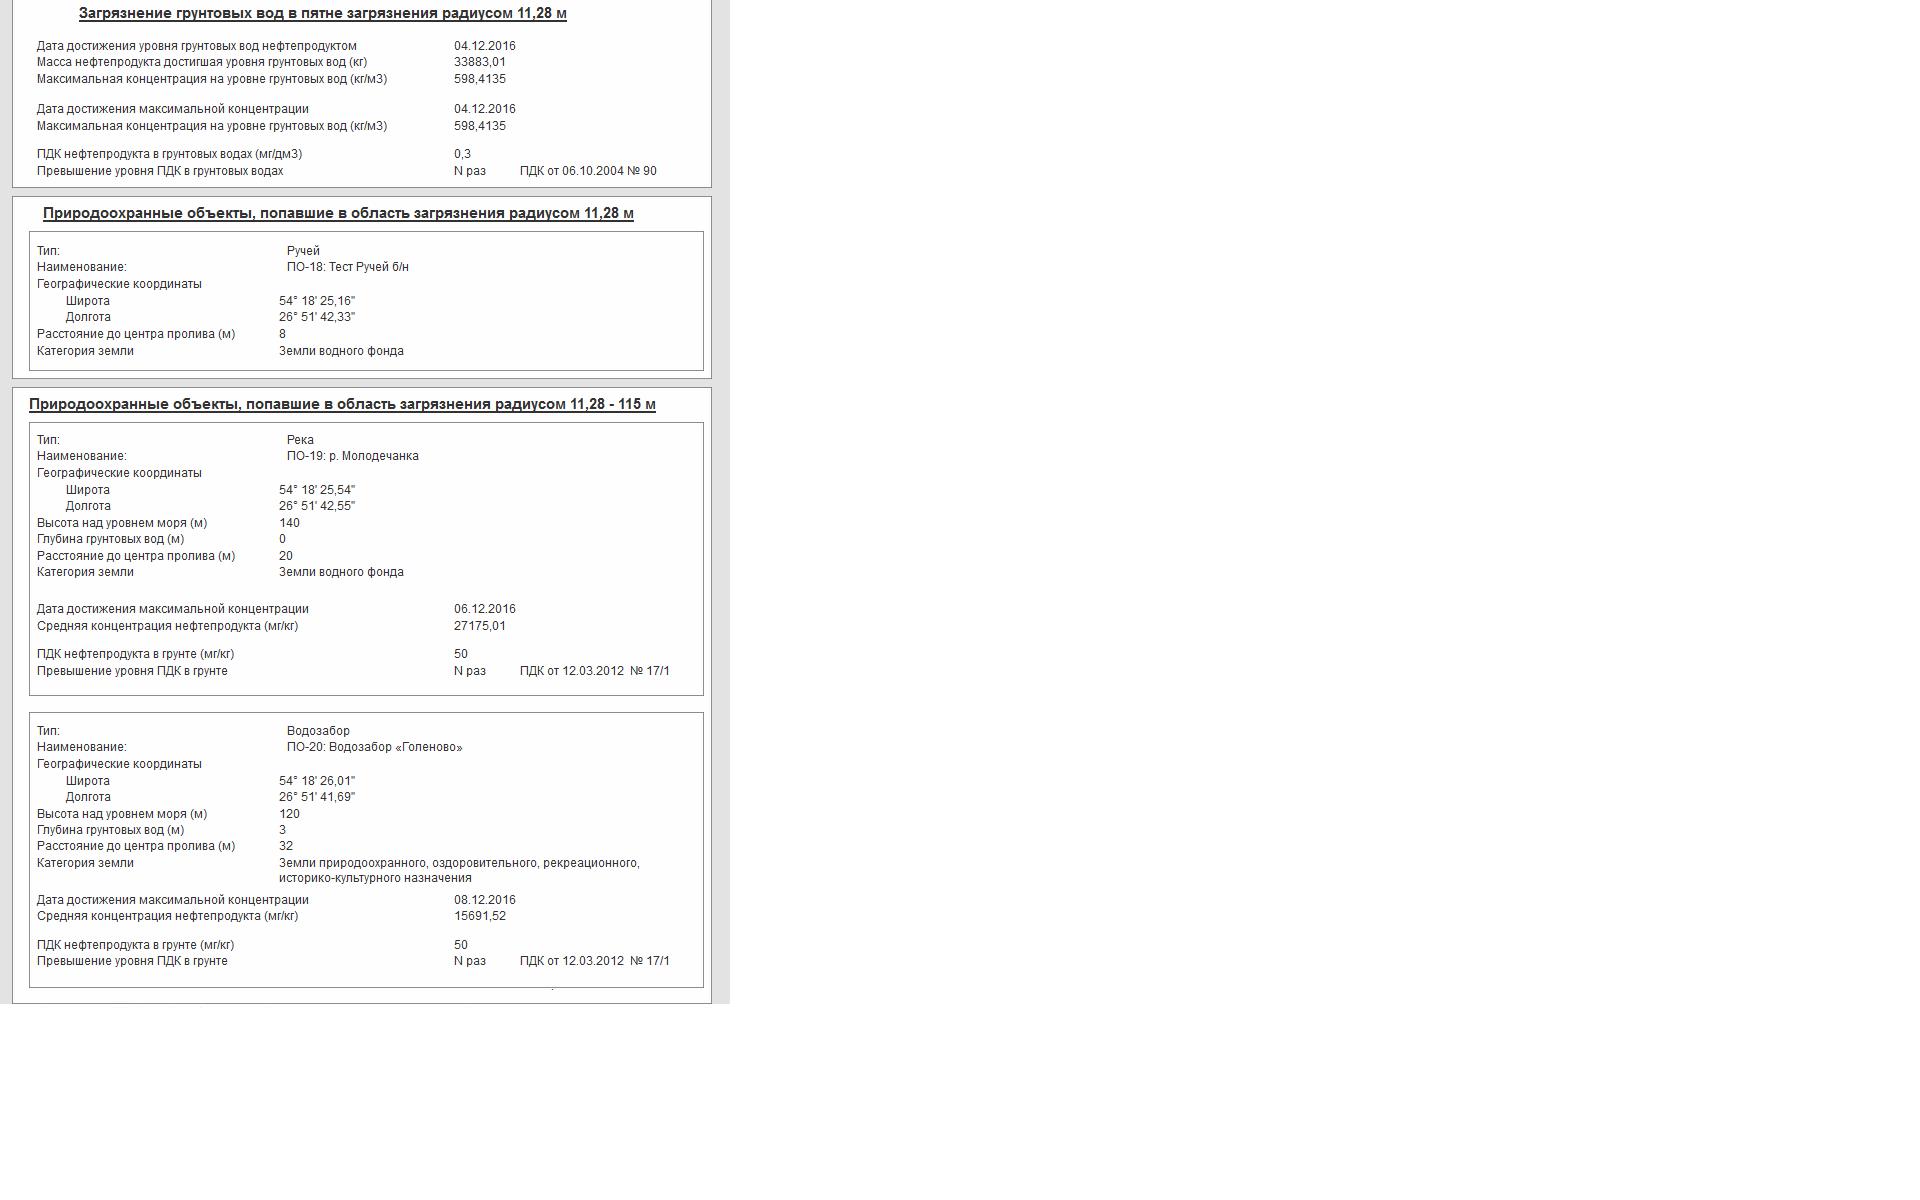 Загрязнение грунтовых вод в пятне загрязнения радиусом 11,28 м
Дата достижения уровня грунтовых вод нефтепродуктом 04.12.2016
Масса нефтепродукта достигшая уровня грунтовых вод (кг) 33883,01
Максимальная концентрация на уровне грунтовых вод (кг/м3) 598,4135
Дата достижения максимальной концентрации 04.12.2016
Максимальная концентрация на уровне грунтовых вод (кг/м3) 598,4135
ПДК нефтепродукта в грунтовых водах (мг/дм3) 0,3
Превышение уровня ПДК в грунтовых водах N раз ПДК от 06.10.2004 № 90
Природоохранные объекты, попавшие в область загрязнения радиусом 11,28 м
Тип: Ручей
Наименование: ПО-18: Тест Ручей б/н
Географические координаты
Широта 54° 18' 25,16"
Долгота 26° 51' 42,33"
Расстояние до центра пролива (м) 8
Категория земли Земли водного фонда
Природоохранные объекты, попавшие в область загрязнения радиусом 11,28 - 115 м
Тип: Река
Наименование: ПО-19: р. Молодечанка
Географические координаты
Широта 54° 18' 25,54"
Долгота 26° 51' 42,55"
Высота над уровнем моря (м) 140
Глубина грунтовых вод (м) 0
Расстояние до центра пролива (м) 20
Категория земли Земли водного фонда
Дата достижения максимальной концентрации 06.12.2016
Средняя концентрация нефтепродукта (мг/кг) 27175,01
ПДК нефтепродукта в грунте (мг/кг) 50
Превышение уровня ПДК в грунте N раз ПДК от 12.03.2012 № 17/1
Тип: Водозабор
Наименование: ПО-20: Водозабор «Голеново»
Географические координаты
Широта 54° 18' 26,01"
Долгота 26° 51' 41,69"
Высота над уровнем моря (м) 120
Глубина грунтовых вод (м) 3
Расстояние до центра пролива (м) 32
Категория земли Земли природоохранного, оздоровительного, рекреационного,
историко-культурного назначения
Дата достижения максимальной концентрации 08.12.2016
Средняя концентрация нефтепродукта (мг/кг) 15691,52
ПДК нефтепродукта в грунте (мг/кг) 50
Превышение уровня ПДК в грунте N раз ПДК от 12.03.2012 № 17/1